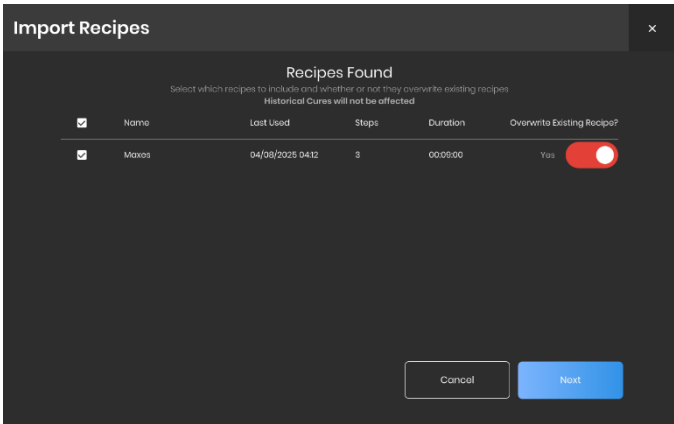 Import Recipes
Recipes Found
Select which recipes to include and whether or not they overwrite existing recipes
Historical Cures will not be affected
Name Last Used Steps Duration Overwrite Existing Recipe?
Maxes 04/08/2025 04:12 3 00:09:00 Yes
Cancel Next